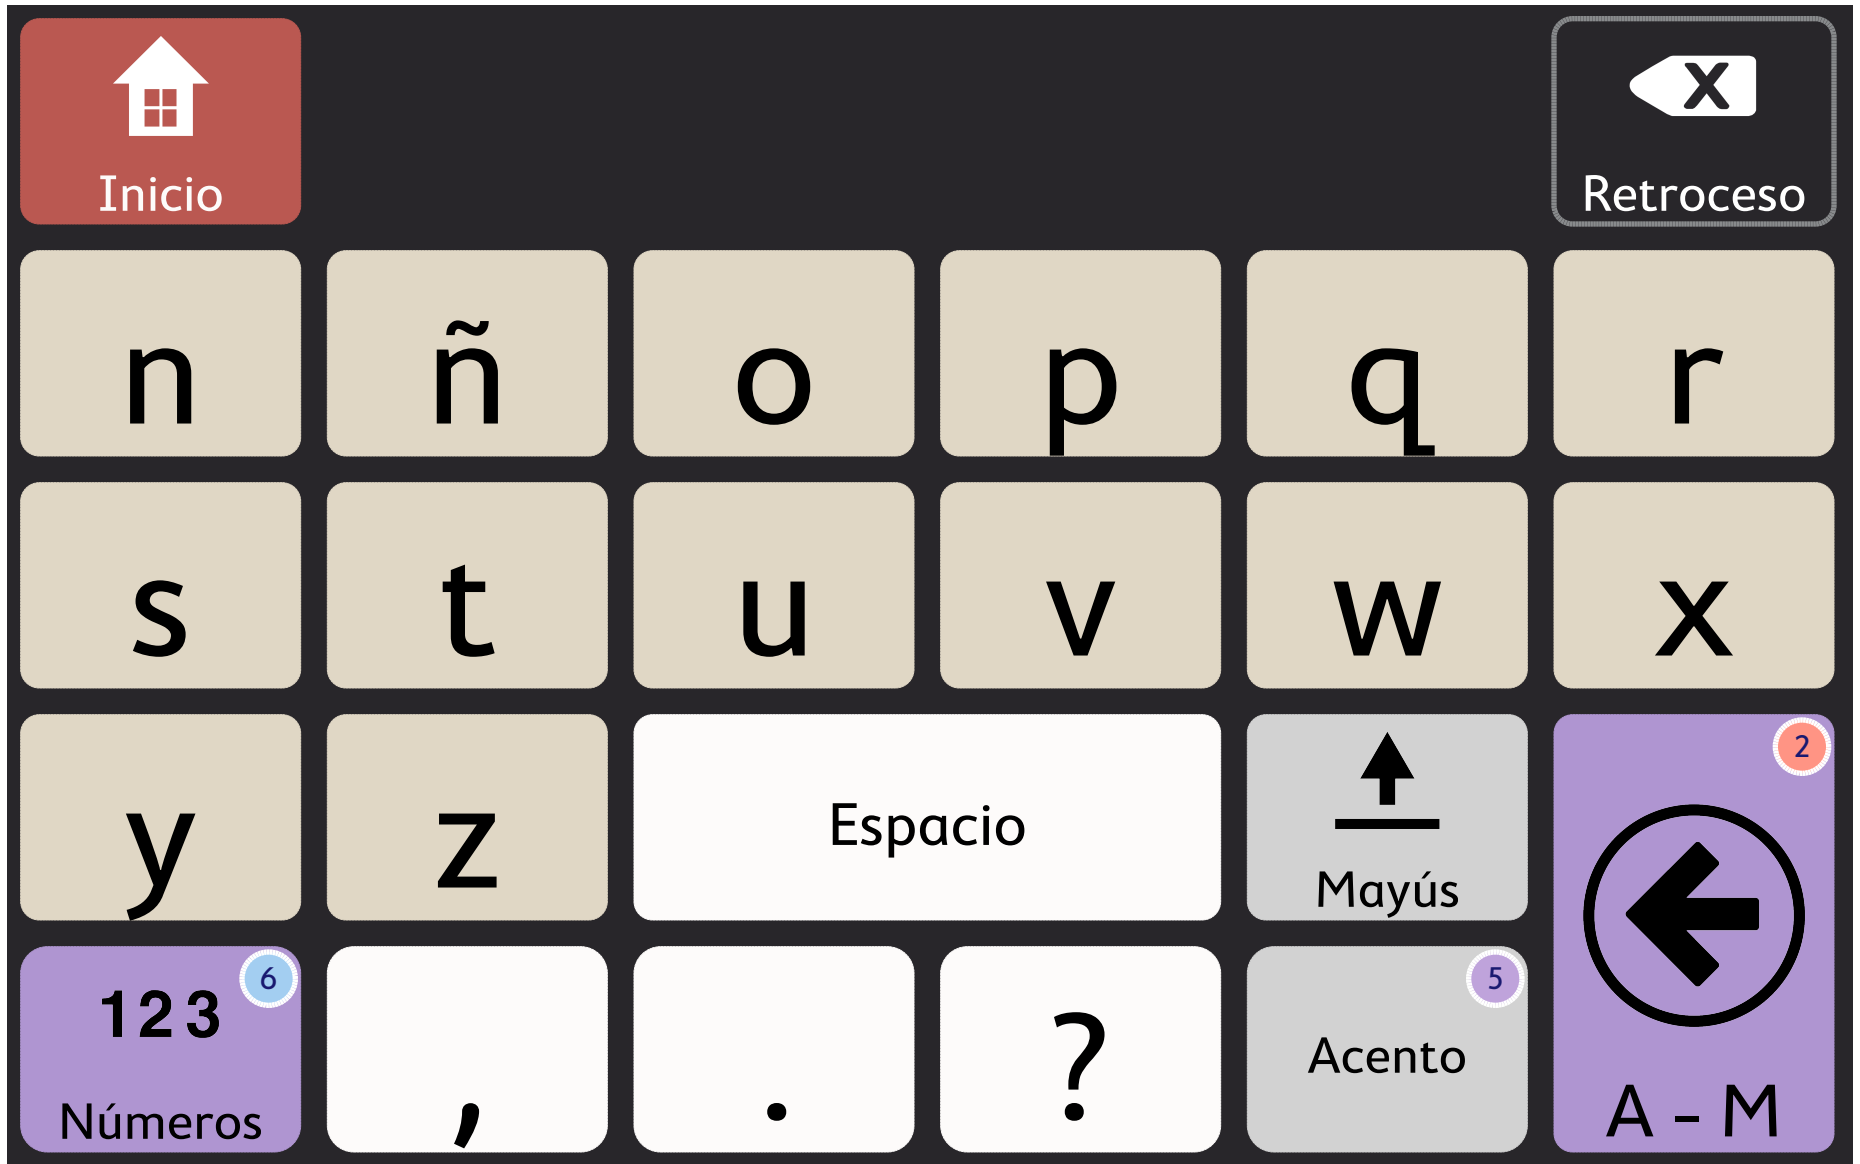 X
Inicio
Retroceso
n ñ o p q r
s t u v w x
y z Espacio Mayús
2
123 6
Números
, . ?
Acento 5
A - M